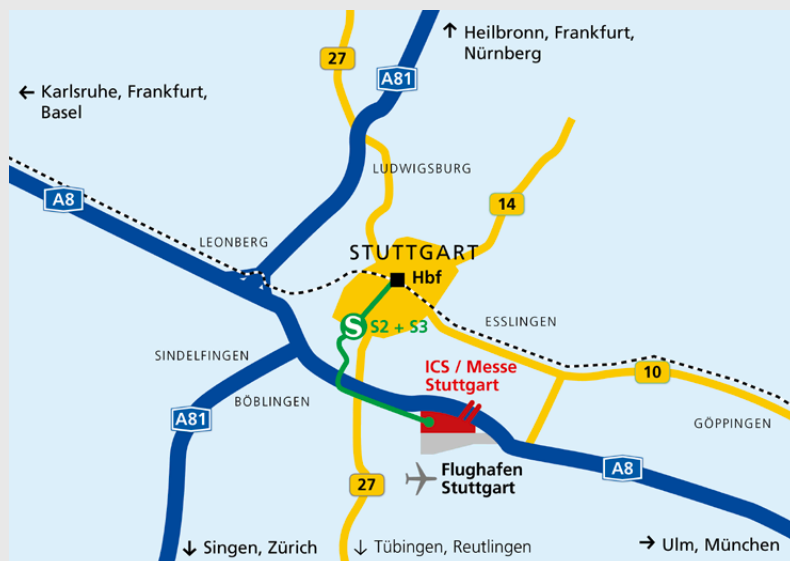 27
↑ Heilbronn, Frankfurt,
Nürnberg
A81
← Karlsruhe, Frankfurt,
Basel
LUDWIGSBURG
A8
14
LEONBERG
STUTTGART
Hbf
S S2 + S3
ESSLINGEN
SINDELFINGEN
ICS / Messe
Stuttgart
10
BÖBLINGEN
A81
GÖPPINGEN
Flughafen
Stuttgart
A8
27
↓ Singen, Zürich
↓ Tübingen, Reutlingen
→ Ulm, München